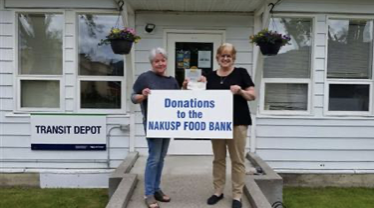 TRANSIT DEPOT
Donations
to the
NAKUSP FOOD BANK